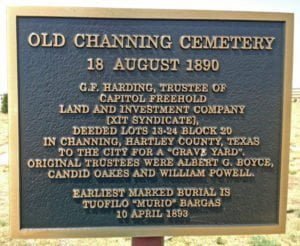 OLD CHANNING CEMETERY
18 AUGUST 1890
G.F. HARDING, TRUSTEE OF
CAPITOL FREEHOLD
LAND AND INVESTMENT COMPANY
(XIT SYNDICATE),
DEEDED LOTS 13-24 BLOCK 20
IN CHANNING, HARTLEY COUNTY, TEXAS
TO THE CITY FOR A "GRAVE YARD".
ORIGINAL TRUSTEES WERE ALBERT G. BOYCE,
CANDID OAKES AND WILLIAM POWELL.
EARLIEST MARKED BURIAL IS
TUOFILO "MURIO" BARGAS
10 APRIL 1893